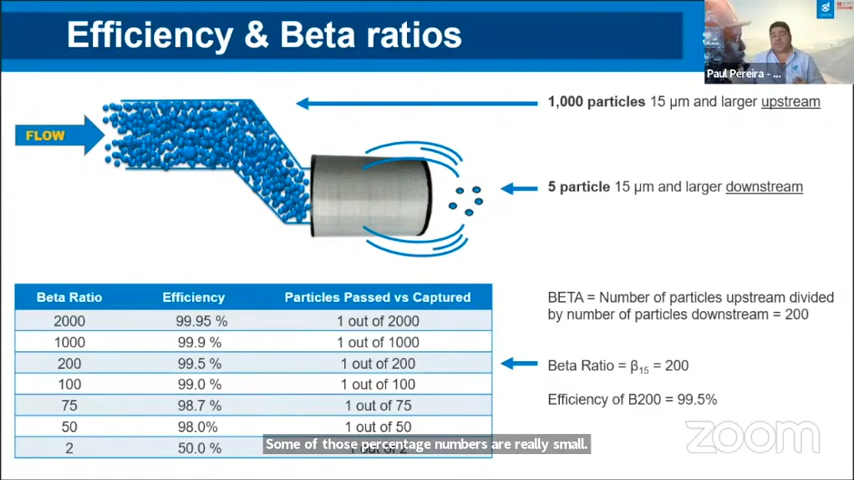 Efficiency & Beta ratios
Paul Pereira - ...
FLOW
1,000 particles 15 µm and larger upstream
5 particle 15 µm and larger downstream
Beta Ratio Efficiency Particles Passed vs Captured
2000 99.95 % 1 out of 2000
1000 99.9 % 1 out of 1000
200 99.5 % 1 out of 200
100 99.0 % 1 out of 100
75 98.7 % 1 out of 75
50 98.0% 1 out of 50
2 50.0 % 1 out of 2
BETA = Number of particles upstream divided
by number of particles downstream = 200
Beta Ratio = β₁₅ = 200
Efficiency of B200 = 99.5%
Some of those percentage numbers are really small.
zoom